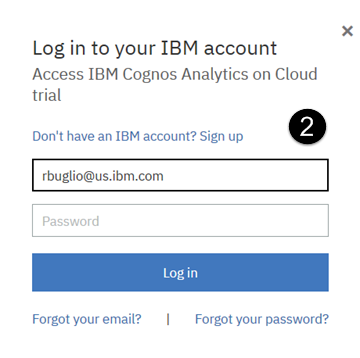 ×
Log in to your IBM account
Access IBM Cognos Analytics on Cloud
trial
2
Don't have an IBM account? Sign up
rbuglio@us.ibm.com
Password
Log in
Forgot your email? | Forgot your password?